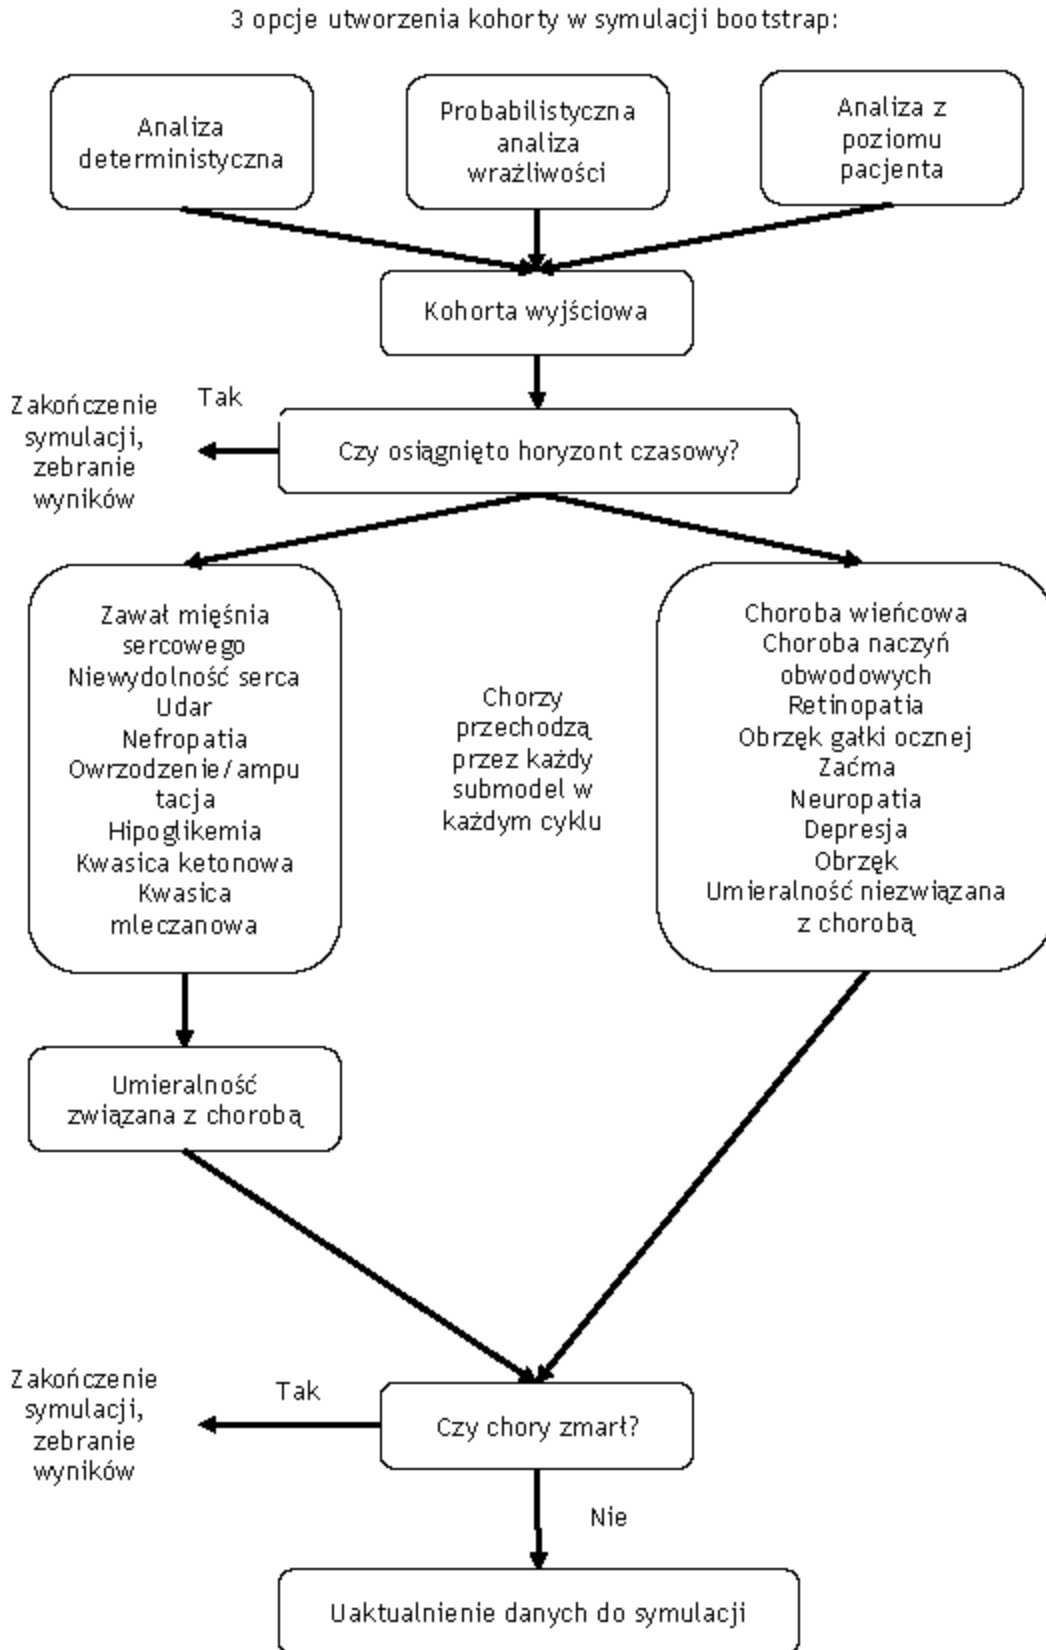 3 opcje utworzenia kohorty w symulacji bootstrap:
Analiza
deterministyczna
Probabilistyczna
analiza
wrażliwości
Analiza z
poziomu
pacjenta
Kohorta wyjściowa
Tak
Zakończenie
symulacji,
zebranie
wyników
Czy osiągnięto horyzont czasowy?
Zawał mięśnia
sercowego
Niewydolność serca
Udar
Nefropatia
Owrzodzenie/ampu
tacja
Hipoglikemia
Kwasica ketonowa
Kwasica
mleczanowa
Chorzy
przechodzą
przez każdy
submodel w
każdym cyklu
Choroba wieńcowa
Choroba naczyń
obwodowych
Retinopatia
Obrzęk gałki ocznej
Zaćma
Neuropatia
Depresja
Obrzęk
Umieralność niezwiązana
z chorobą
Umieralność
związana z chorobą
Zakończenie
symulacji,
zebranie
wyników
Tak
Czy chory zmarł?
Nie
Uaktualnienie danych do symulacji